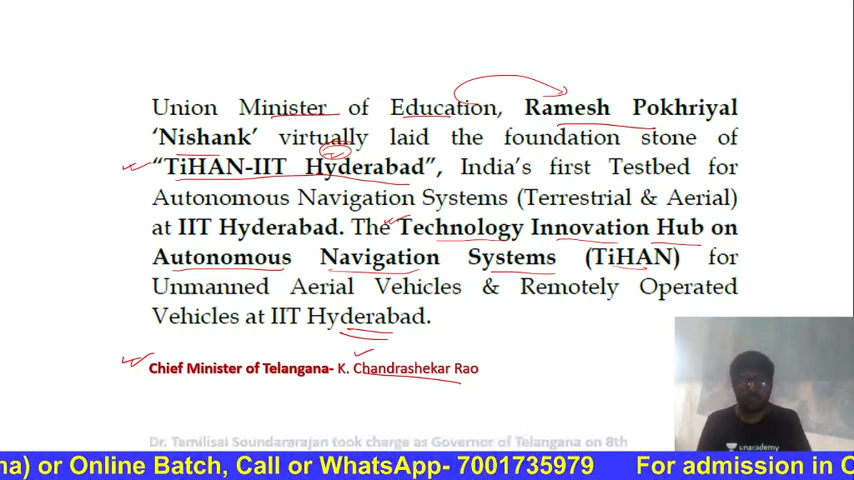 Union Minister of Education, Ramesh Pokhriyal
‘Nishank’ virtually laid the foundation stone of
“TiHAN-IIT Hyderabad”, India’s first Testbed for
Autonomous Navigation Systems (Terrestrial & Aerial)
at IIT Hyderabad. The Technology Innovation Hub on
Autonomous Navigation Systems (TiHAN) for
Unmanned Aerial Vehicles & Remotely Operated
Vehicles at IIT Hyderabad.
Chief Minister of Telangana- K. Chandrashekar Rao
unacademy
Dr. Tamilisai Soundararajan took charge as Governor of Telangana on 8th
na) or Online Batch, Call or WhatsApp- 7001735979 For admission in C